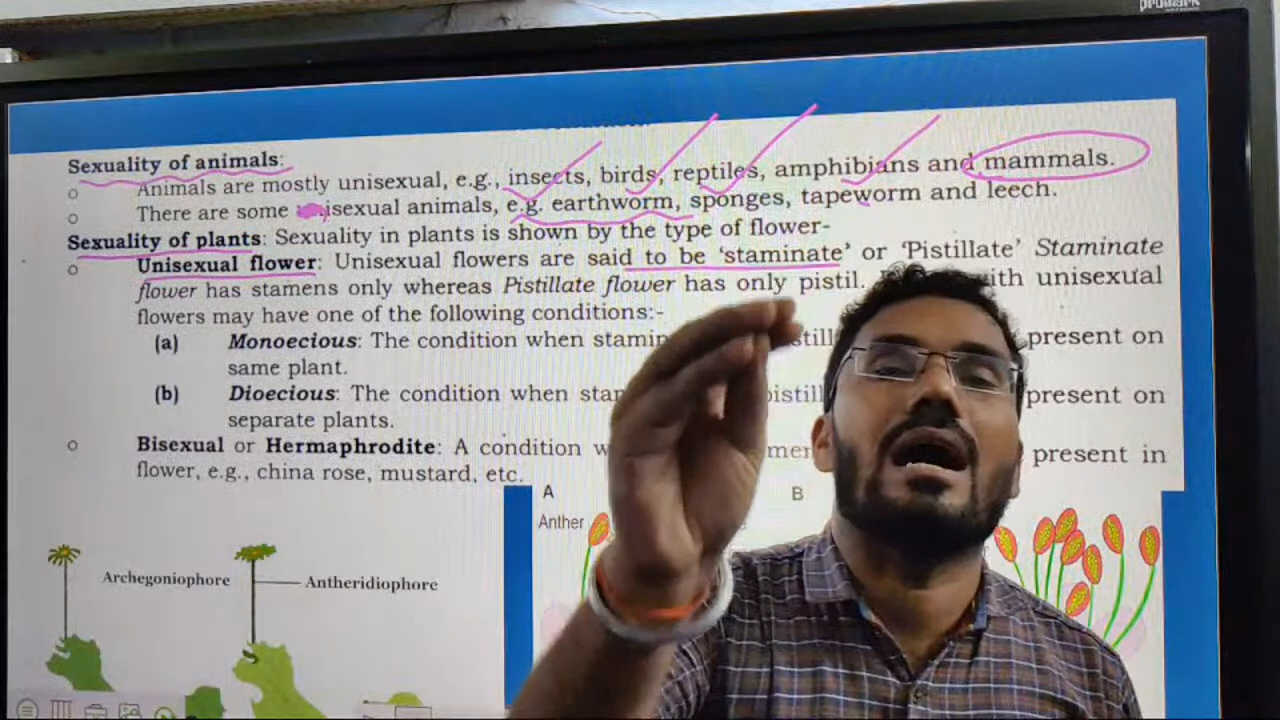 promark
Sexuality of animals:
o Animals are mostly unisexual, e.g., insects, birds, reptiles, amphibians and mammals.
o There are some isexual animals, e.g. earthworm, sponges, tapeworm and leech.
Sexuality of plants: Sexuality in plants is shown by the type of flower-
o Unisexual flower: Unisexual flowers are said to be ‘staminate’ or ‘Pistillate’ Staminate
flower has stamens only whereas Pistillate flower has only pistil. ith unisexual
flowers may have one of the following conditions:-
(a) Monoecious: The condition when present on
same plant.
(b) Dioecious: The condition when present on
separate plants.
o Bisexual or Hermaphrodite: A condition present in
flower, e.g., china rose, mustard, etc.
A B
Anther
Archegoniophore Antheridiophore